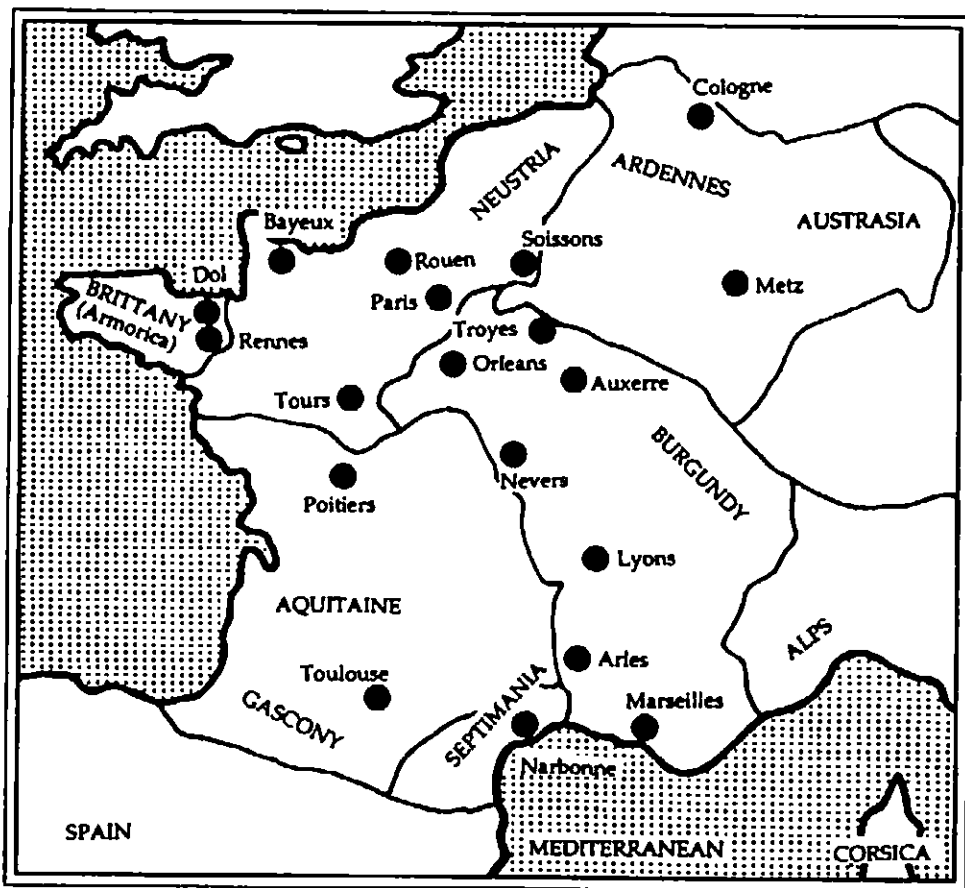 Cologne
ARDENNES
NEUSTRIA
AUSTRASIA
Bayeux
Soissons
Rouen
Dol
Metz
BRITTANY
(Armorica)
Paris
Troyes
Rennes
Orleans
Auxerre
Tours
BURGUNDY
Nevers
Poitiers
Lyons
AQUITAINE
ALPS
Arles
Toulouse
GASCONY
SEPTIMANIA
Marseilles
Narbonne
SPAIN
MEDITERRANEAN
CORSICA